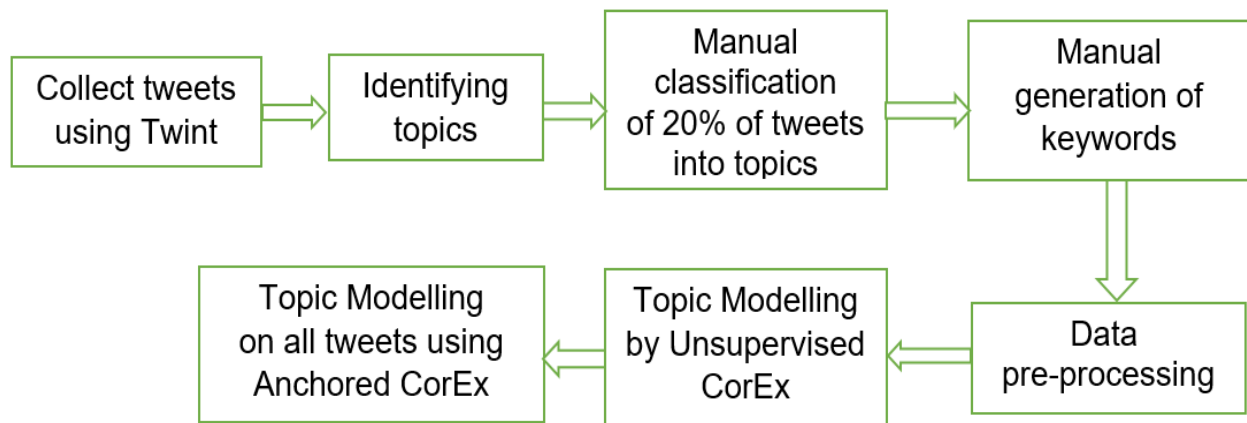 Collect tweets
using Twint
Identifying
topics
Manual
classification
of 20% of tweets
into topics
Manual
generation of
keywords
Data
pre-processing
Topic Modelling
by Unsupervised
CorEx
Topic Modelling
on all tweets using
Anchored CorEx